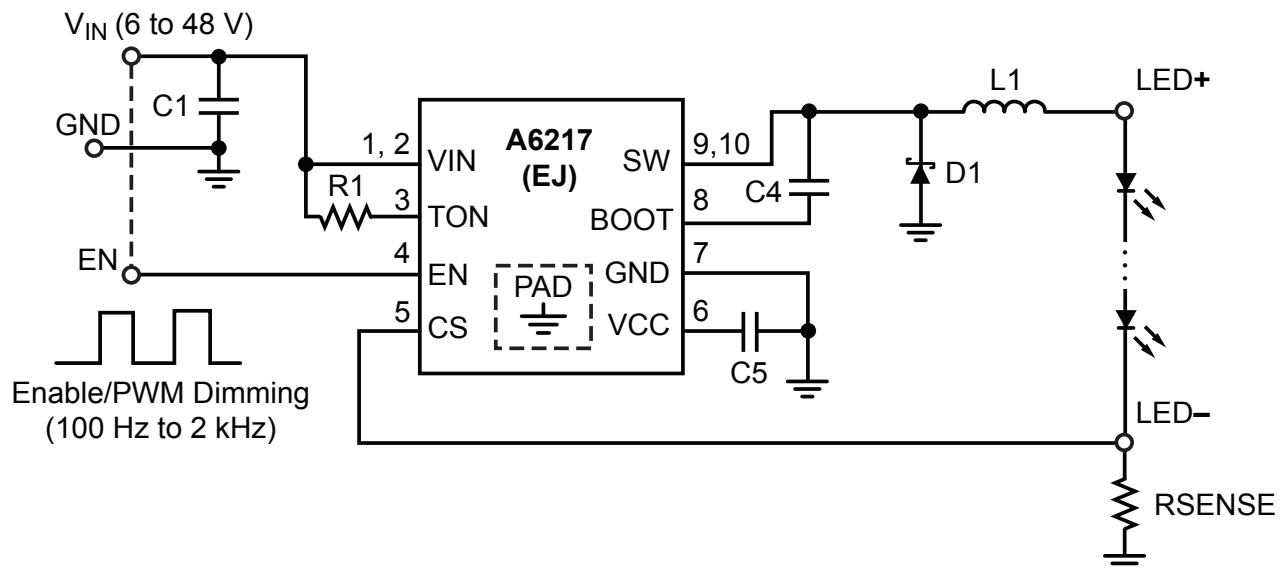 VIN (6 to 48 V)
C1
GND
L1
LED+
A6217
(EJ)
1, 2
VIN
SW
9,10
R1
3
TON
C4
D1
BOOT
8
EN
4
EN
GND
7
PAD
5
CS
VCC
6
C5
Enable/PWM Dimming
(100 Hz to 2 kHz)
LED–
RSENSE